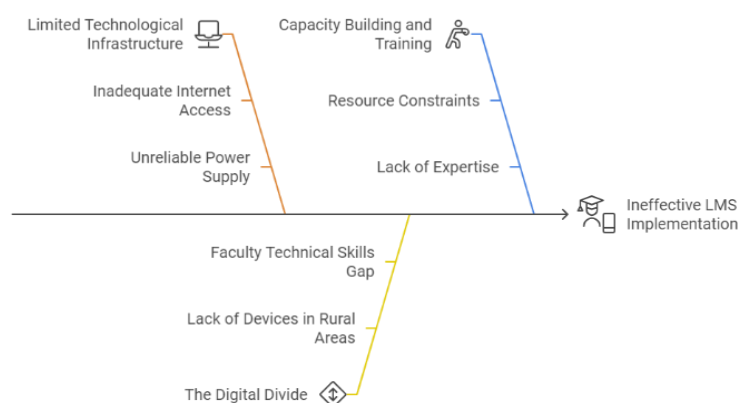 Limited Technological
Infrastructure
Capacity Building and
Training
Inadequate Internet
Access
Resource Constraints
Unreliable Power
Supply
Lack of Expertise
Ineffective LMS
Implementation
Faculty Technical Skills
Gap
Lack of Devices in Rural
Areas
The Digital Divide